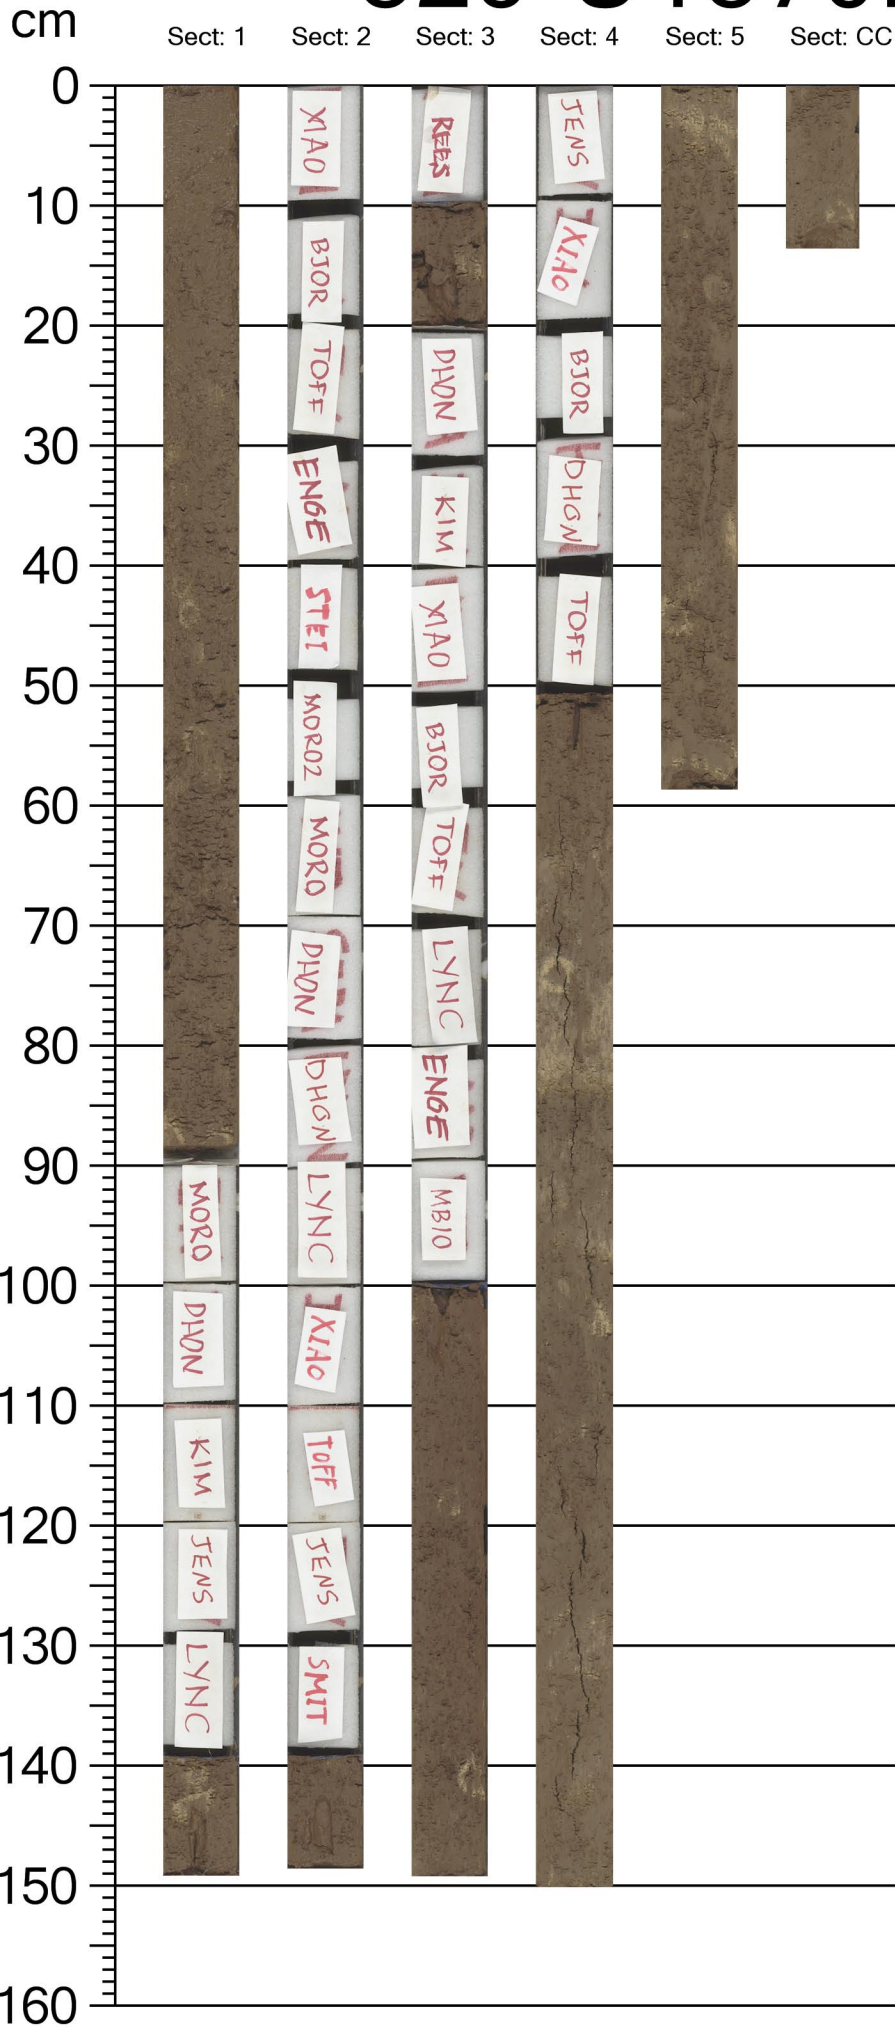 cm
Sect: 1
Sect: 2
Sect: 3
Sect: 4
Sect: 5
Sect: CC
0
10
20
30
40
50
60
70
80
90
100
110
120
130
140
150
160
MORO
DHON
KIM
JENS
LYNC
XIAO
BJOR
TOFF
ENGE
STEI
MORO2
MORO
DHON
DHGN
LYNC
XIAO
TOFF
JENS
SMIT
REES
DHON
KIM
XIAO
BJOR
TOFF
LYNC
ENGE
MBIO
JENS
XIAO
BJOR
DHGN
TOFF